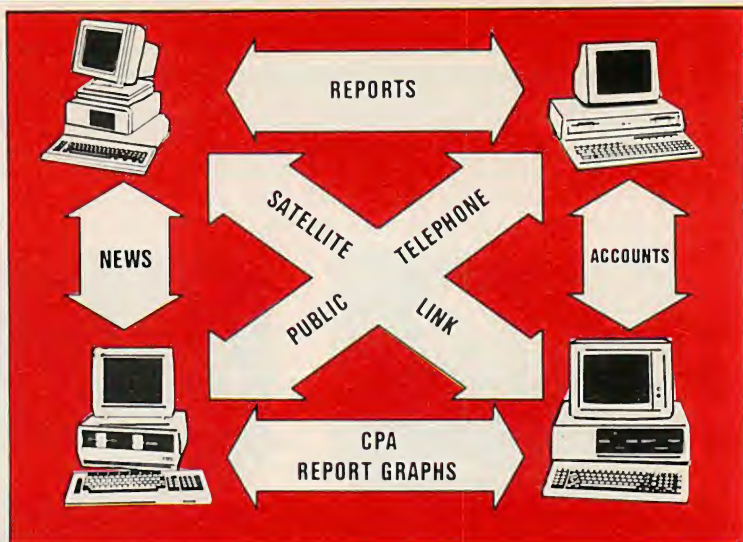 REPORTS
SATELLITE
TELEPHONE
NEWS
ACCOUNTS
PUBLIC
LINK
CPA
REPORT GRAPHS